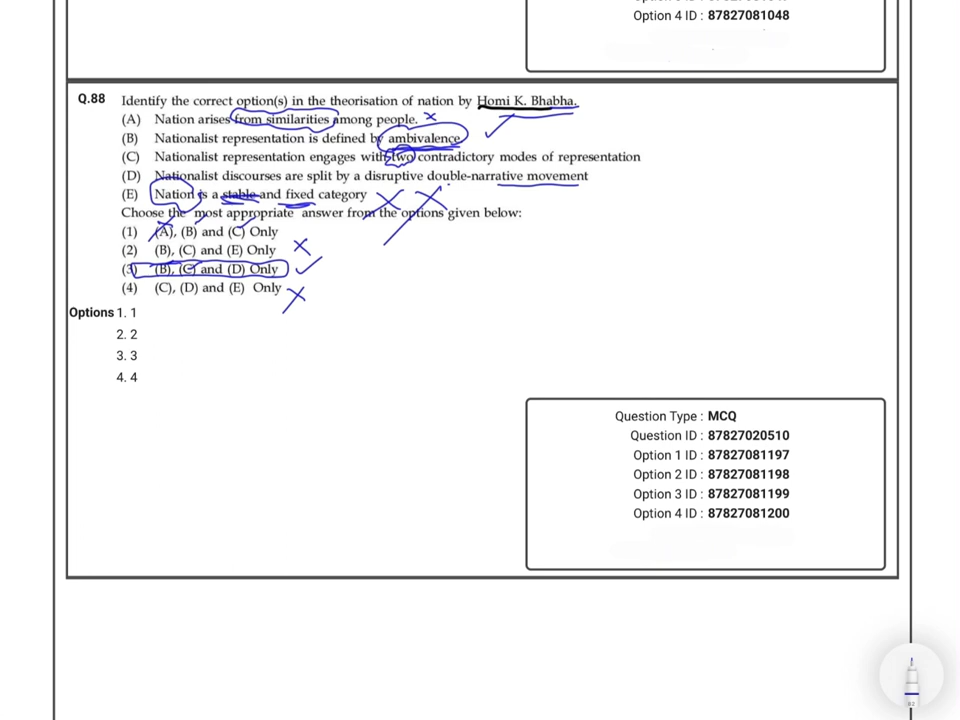 Option 4 ID : 87827081048
Q.88 Identify the correct option(s) in the theorisation of nation by Homi K. Bhabha.
(A) Nation arises from similarities among people.
(B) Nationalist representation is defined by ambivalence
(C) Nationalist representation engages with two contradictory modes of representation
(D) Nationalist discourses are split by a disruptive double-narrative movement
(E) Nation is a stable and fixed category
Choose the most appropriate answer from the options given below:
(1) (A), (B) and (C) Only
(2) (B), (C) and (E) Only
(3) (B), (C) and (D) Only
(4) (C), (D) and (E) Only
Options 1. 1
2. 2
3. 3
4. 4
Question Type : MCQ
Question ID : 87827020510
Option 1 ID : 87827081197
Option 2 ID : 87827081198
Option 3 ID : 87827081199
Option 4 ID : 87827081200